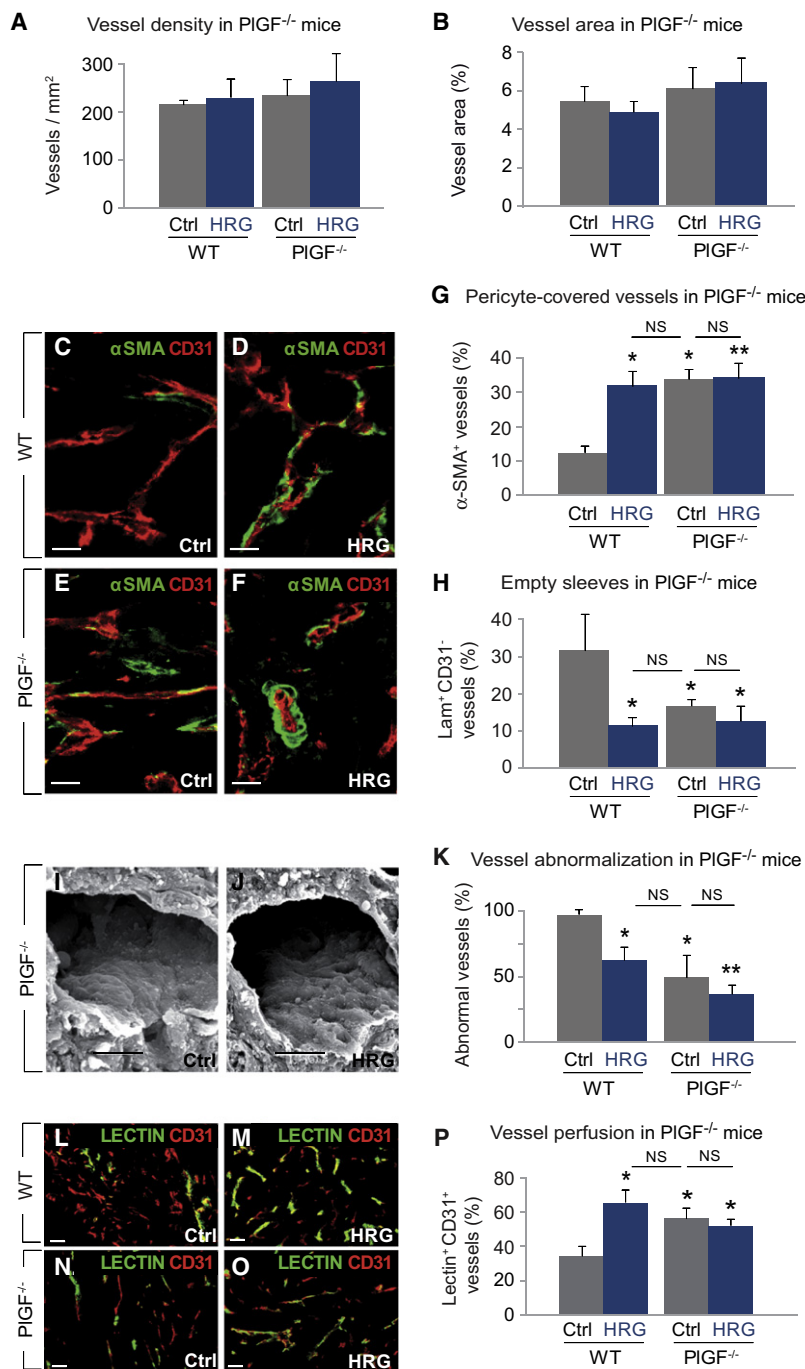 A Vessel density in PlGF-/- mice
Vessels / mm2
300
200
100
0
Ctrl HRG Ctrl HRG
WT PlGF-/-
B Vessel area in PlGF-/- mice
Vessel area (%)
8
6
4
2
0
Ctrl HRG Ctrl HRG
WT PlGF-/-
WT
C αSMA CD31
Ctrl
D αSMA CD31
HRG
PlGF-/-
E αSMA CD31
Ctrl
F αSMA CD31
HRG
G Pericyte-covered vessels in PlGF-/- mice
α-SMA+ vessels (%)
40
30
20
10
0
NS NS
* * **
Ctrl HRG Ctrl HRG
WT PlGF-/-
H Empty sleeves in PlGF-/- mice
Lam+CD31-
vessels (%)
40
30
20
10
0
NS NS
* * *
Ctrl HRG Ctrl HRG
WT PlGF-/-
PlGF-/-
I
Ctrl
J
HRG
K Vessel abnormalization in PlGF-/- mice
Abnormal vessels (%)
100
50
0
NS NS
* * **
Ctrl HRG Ctrl HRG
WT PlGF-/-
WT
L LECTIN CD31
Ctrl
M LECTIN CD31
HRG
PlGF-/-
N LECTIN CD31
Ctrl
O LECTIN CD31
HRG
P Vessel perfusion in PlGF-/- mice
Lectin+CD31+
vessels (%)
80
60
40
60
0
NS NS
* * *
Ctrl HRG Ctrl HRG
WT PlGF-/-